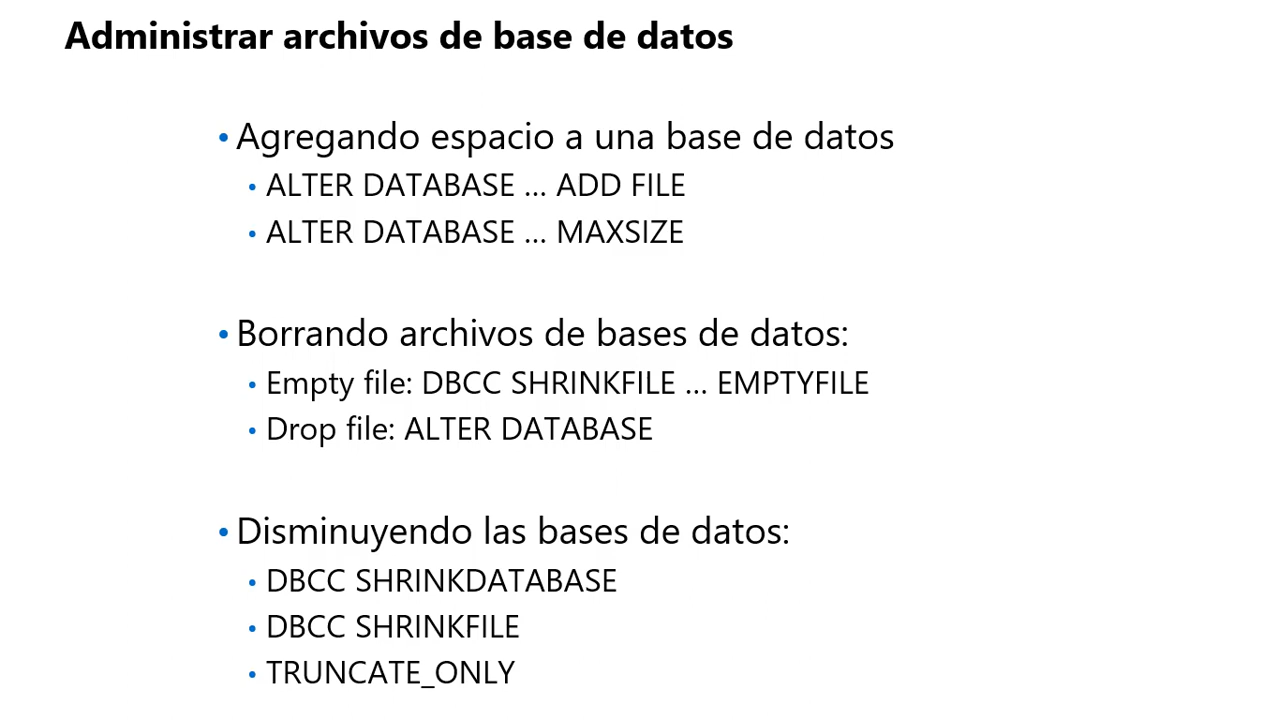 Administrar archivos de base de datos
• Agregando espacio a una base de datos
• ALTER DATABASE … ADD FILE
• ALTER DATABASE … MAXSIZE
• Borrando archivos de bases de datos:
• Empty file: DBCC SHRINKFILE … EMPTYFILE
• Drop file: ALTER DATABASE
• Disminuyendo las bases de datos:
• DBCC SHRINKDATABASE
• DBCC SHRINKFILE
• TRUNCATE_ONLY